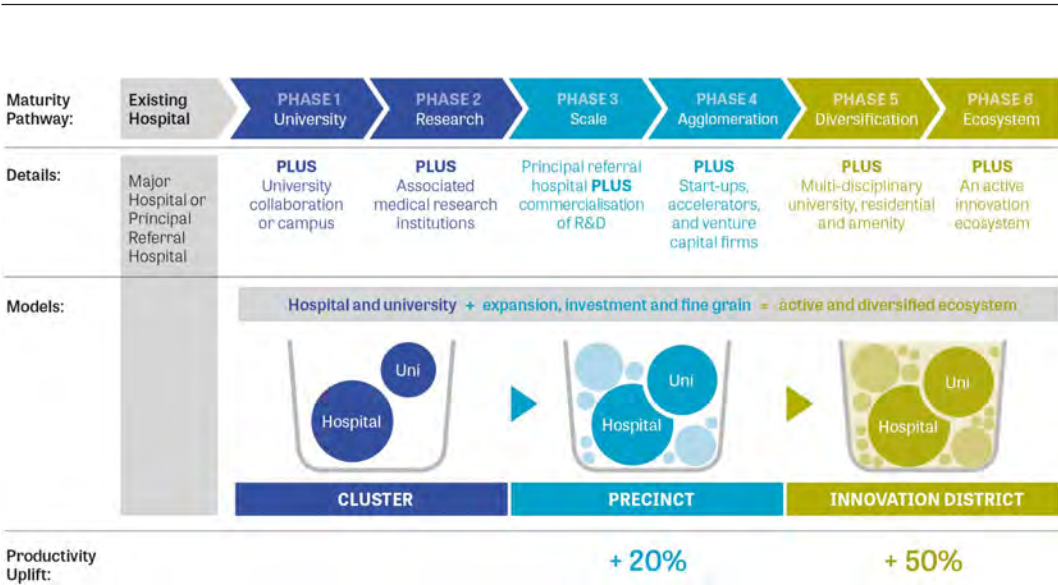 Maturity
Pathway:
Existing
Hospital
PHASE 1
University
PHASE 2
Research
PHASE 3
Scale
PHASE 4
Agglomeration
PHASE 5
Diversification
PHASE 6
Ecosystem
Details:
Major
Hospital or
Principal
Referral
Hospital
PLUS
University
collaboration
or campus
PLUS
Associated
medical research
institutions
Principal referral
hospital PLUS
commercialisation
of R&D
PLUS
Start-ups,
accelerators,
and venture
capital firms
PLUS
Multi-disciplinary
university, residential
and amenity
PLUS
An active
innovation
ecosystem
Models:
Hospital and university + expansion, investment and fine grain = active and diversified ecosystem
Uni
Hospital
Uni
Hospital
Uni
Hospital
CLUSTER
PRECINCT
INNOVATION DISTRICT
Productivity
Uplift:
+ 20%
+ 50%